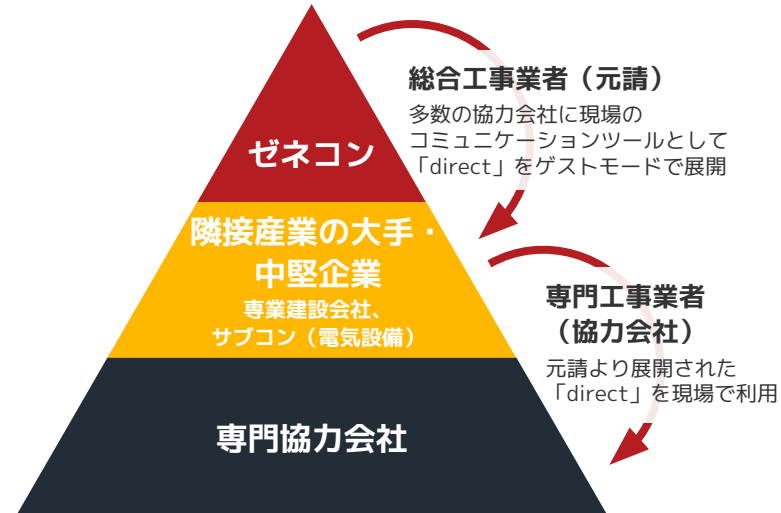 総合工事業者（元請）
多数の協力会社に現場の
コミュニケーションツールとして
「direct」をゲストモードで展開
ゼネコン
隣接産業の大手・
中堅企業
専業建設会社、
サブコン（電気設備）
専門工事業者
（協力会社）
元請より展開された
「direct」を現場で利用
専門協力会社